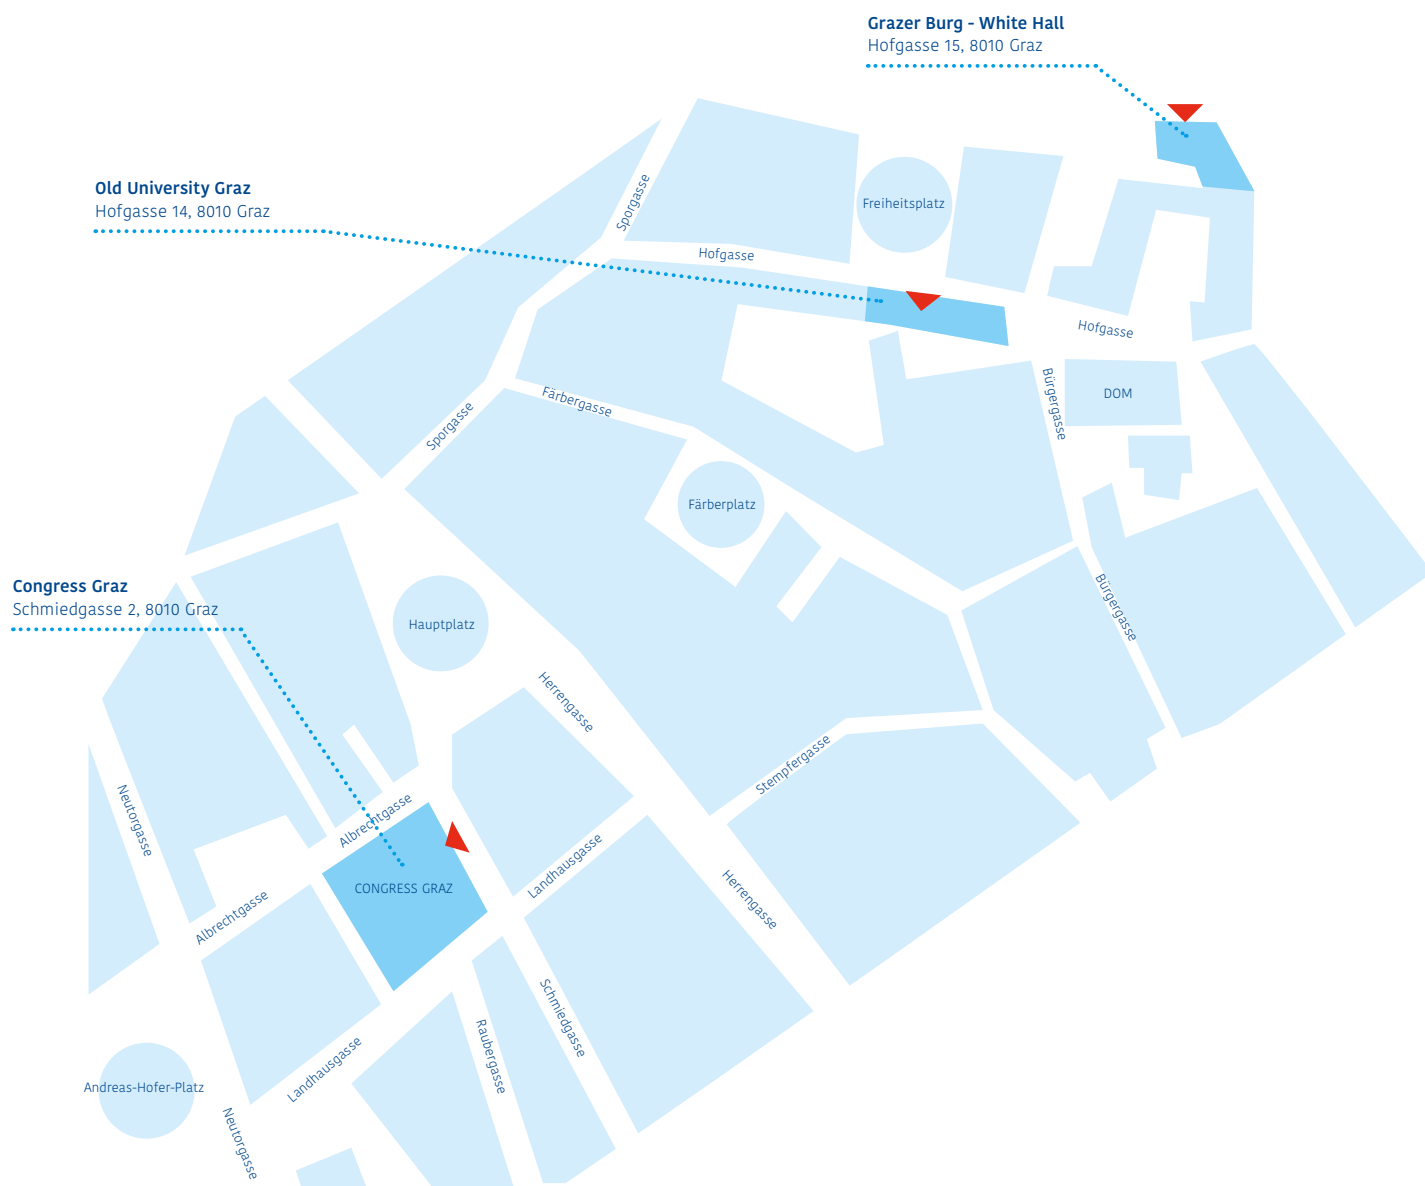 Grazer Burg - White Hall
Hofgasse 15, 8010 Graz
Old University Graz
Hofgasse 14, 8010 Graz
Sporgasse
Freiheitsplatz
Hofgasse
Hofgasse
Färbergasse
Sporgasse
Bürgergasse
DOM
Färberplatz
Congress Graz
Schmiedgasse 2, 8010 Graz
Hauptplatz
Bürgergasse
Herrengasse
Stempfergasse
Neutorgasse
Albrechtgasse
Landhausgasse
CONGRESS GRAZ
Herrengasse
Albrechtgasse
Schmiedgasse
Raubergasse
Landhausgasse
Andreas-Hofer-Platz
Neutorgasse